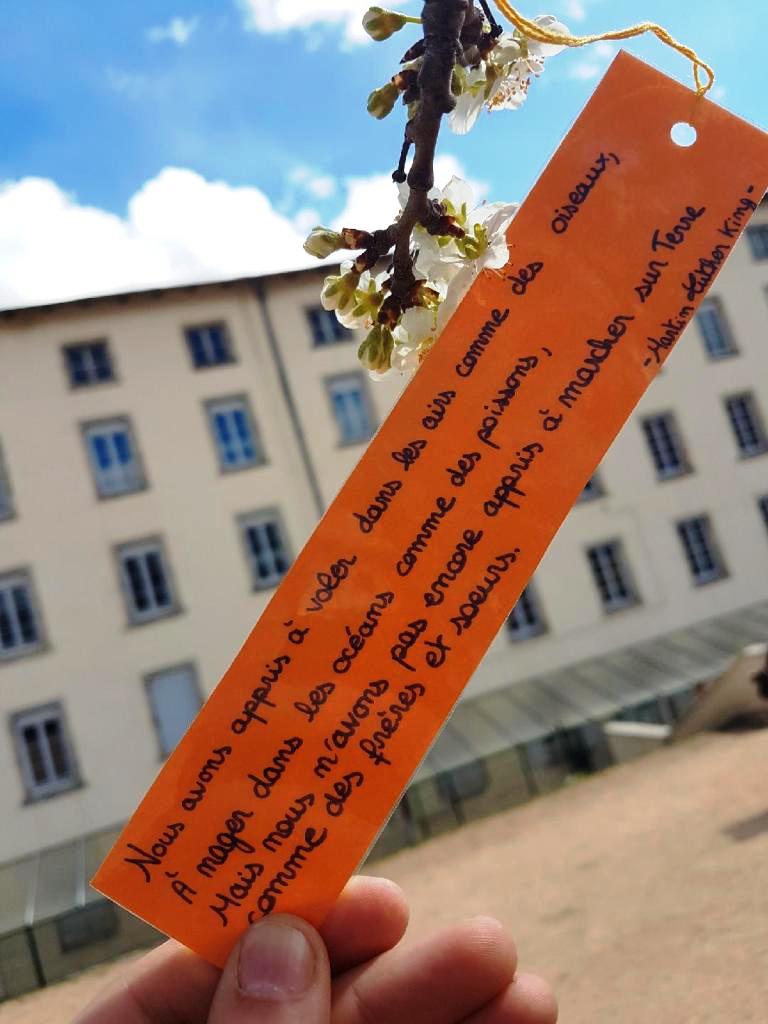 Nous avons appris à voler dans les airs comme des oiseaux,
À nager dans les océans comme des poissons,
Mais nous n'avons pas encore appris à marcher sur Terre
comme des frères et soeurs.
- Martin Luther King -